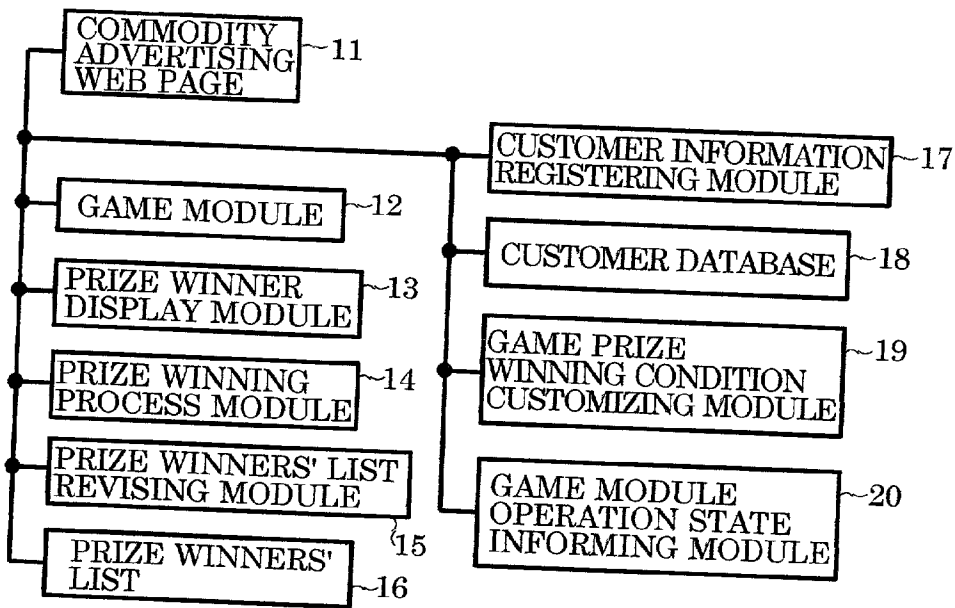 COMMODITY
ADVERTISING
WEB PAGE
11
GAME MODULE
12
PRIZE WINNER
DISPLAY MODULE
13
PRIZE WINNING
PROCESS MODULE
14
PRIZE WINNERS' LIST
REVISING MODULE
15
PRIZE WINNERS'
LIST
16
CUSTOMER INFORMATION
REGISTERING MODULE
17
CUSTOMER DATABASE
18
GAME PRIZE
WINNING CONDITION
CUSTOMIZING MODULE
19
GAME MODULE
OPERATION STATE
INFORMING MODULE
20